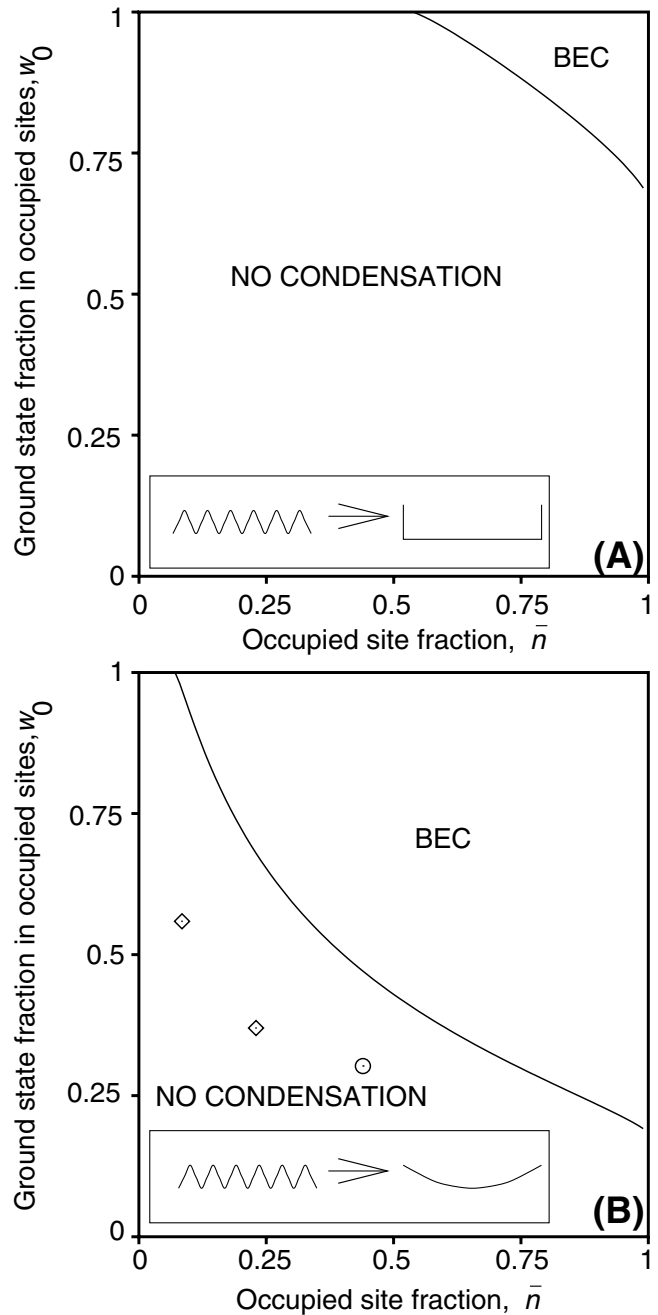 Ground state fraction in occupied sites, w0
1
0.75
0.5
0.25
0
BEC
NO CONDENSATION
(A)
0 0.25 0.5 0.75 1
Occupied site fraction, n̄
Ground state fraction in occupied sites, w0
1
0.75
0.5
0.25
0
BEC
NO CONDENSATION
(B)
0 0.25 0.5 0.75 1
Occupied site fraction, n̄